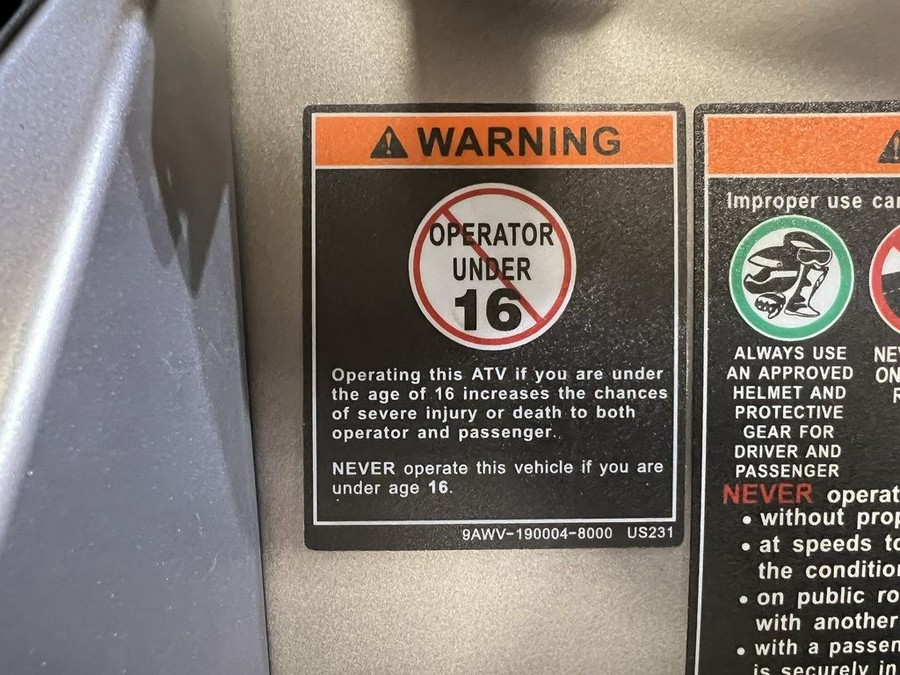 WARNING
OPERATOR
UNDER
16
Operating this ATV if you are under
the age of 16 increases the chances
of severe injury or death to both
operator and passenger.
NEVER operate this vehicle if you are
under age 16.
9AWV-190004-8000 US231
Improper use
ALWAYS USE
AN APPROVED
HELMET AND
PROTECTIVE
GEAR FOR
DRIVER AND
PASSENGER
NEVER
• without
• at speeds
the
• on public
with another
• with a
is securely in